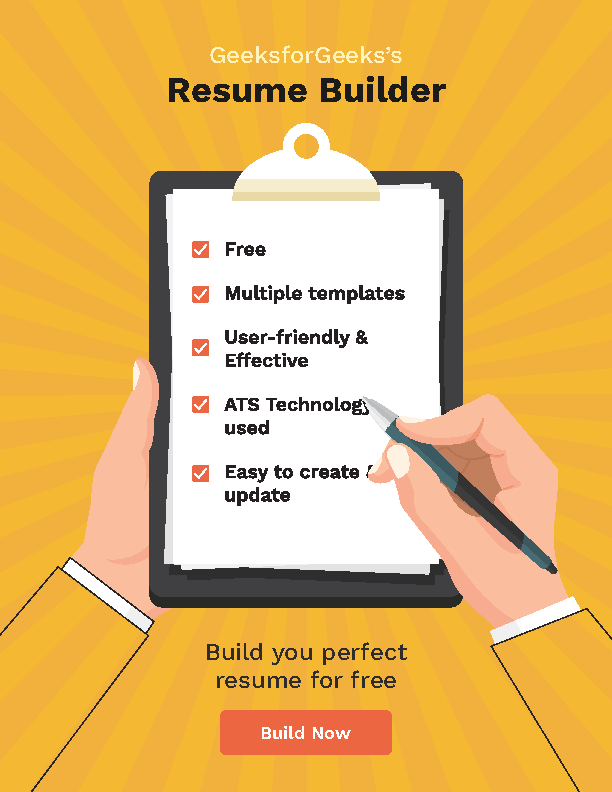 GeeksforGeeks's
Resume Builder
Free
Multiple templates
User-friendly &
Effective
ATS Technology
used
Easy to create &
update
Build you perfect
resume for free
Build Now